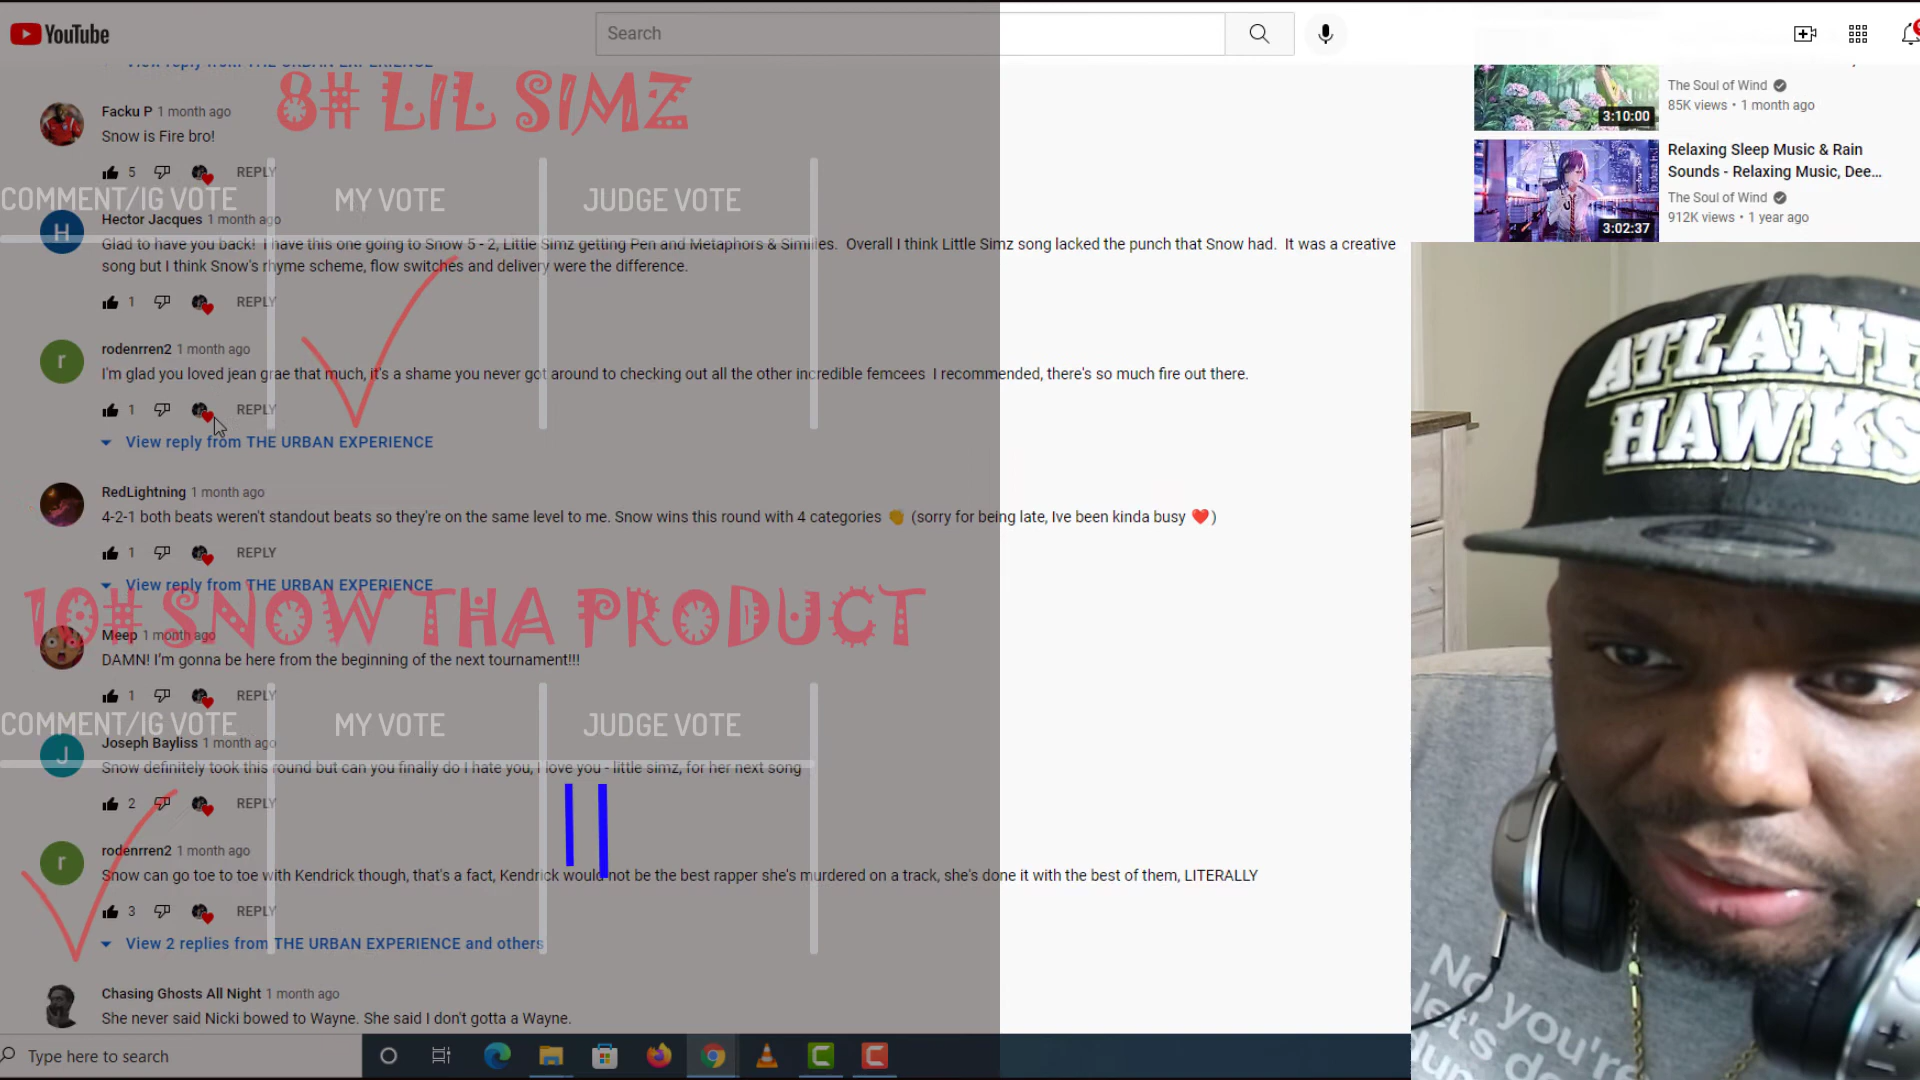 YouTube
Search
8# LIL SIMZ
The Soul of Wind
85K views • 1 month ago
3:10:00
Facku P 1 month ago
Snow is Fire bro!
5 REPLY
COMMENT/IG VOTE MY VOTE JUDGE VOTE
Relaxing Sleep Music & Rain
Sounds - Relaxing Music, Dee...
The Soul of Wind
912K views • 1 year ago
3:02:37
H
Hector Jacques 1 month ago
Glad to have you back! I have this one going to Snow 5 - 2, Little Simz getting Pen and Metaphors & Similies. Overall I think Little Simz song lacked the punch that Snow had. It was a creative
song but I think Snow's rhyme scheme, flow switches and delivery were the difference.
1 REPLY
r
rodenrren2 1 month ago
I'm glad you loved jean grae that much, it's a shame you never got around to checking out all the other incredible femcees I recommended, there's so much fire out there.
1 REPLY
View reply from THE URBAN EXPERIENCE
ATLANT
HAWKS
RedLightning 1 month ago
4-2-1 both beats weren't standout beats so they're on the same level to me. Snow wins this round with 4 categories 👏 (sorry for being late, Ive been kinda busy ❤️)
1 REPLY
View reply from THE URBAN EXPERIENCE
10# SNOW THA PRODUCT
Meep 1 month ago
DAMN! I'm gonna be here from the beginning of the next tournament!!!
1 REPLY
COMMENT/IG VOTE MY VOTE JUDGE VOTE
J
Joseph Bayliss 1 month ago
Snow definitely took this round but can you finally do I hate you, I love you - little simz, for her next song
2 REPLY
r
rodenrren2 1 month ago
Snow can go toe to toe with Kendrick though, that's a fact, Kendrick would not be the best rapper she's murdered on a track, she's done it with the best of them, LITERALLY
3 REPLY
View 2 replies from THE URBAN EXPERIENCE and others
Chasing Ghosts All Night 1 month ago
She never said Nicki bowed to Wayne. She said I don't gotta a Wayne.
No you're
let's do
Type here to search